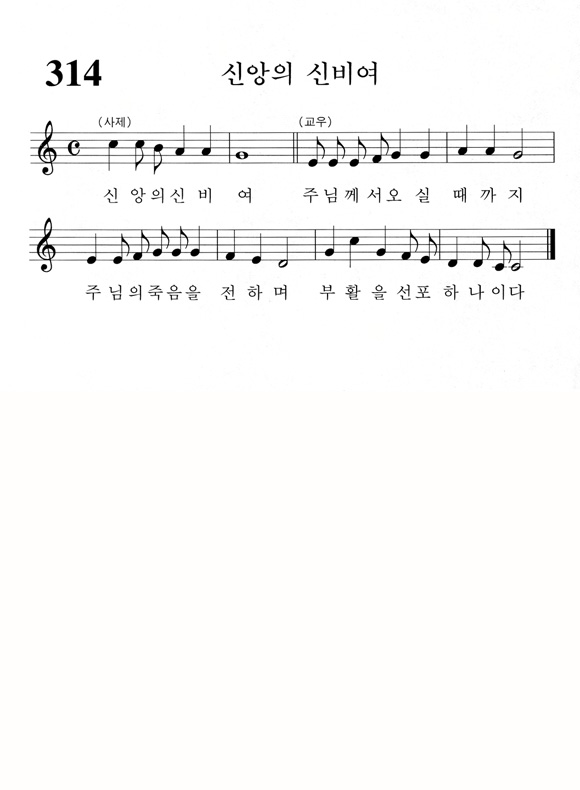 314 신앙의 신비여
(사제) (교우)
신 앙의신 비 여 주님께서오 실 때 까 지
주 님의죽음을 전 하 며 부 활 을 선포 하 나 이다